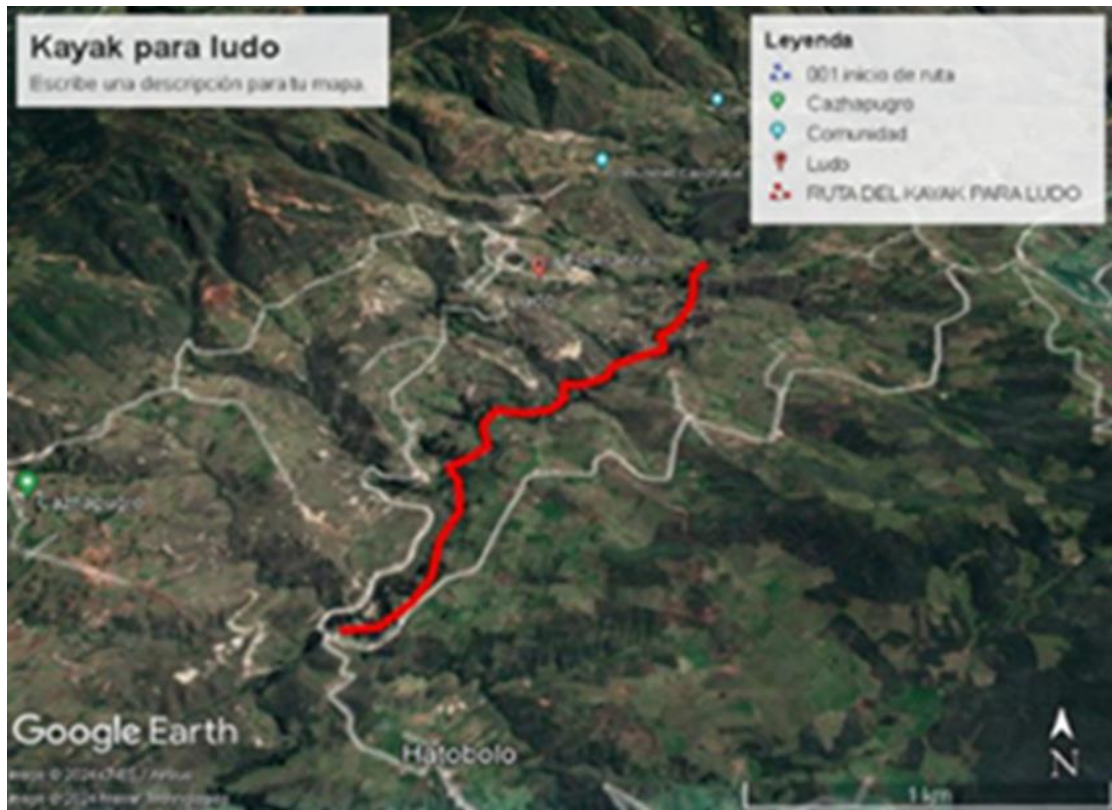 Kayak para ludo
Escribe una descripción para tu mapa.
Leyenda
001 inicio de ruta
Cazhapugro
Comunidad
Ludo
RUTA DEL KAYAK PARA LUDO
Cazhapugro
Hatobolo
Google Earth
1 km
N